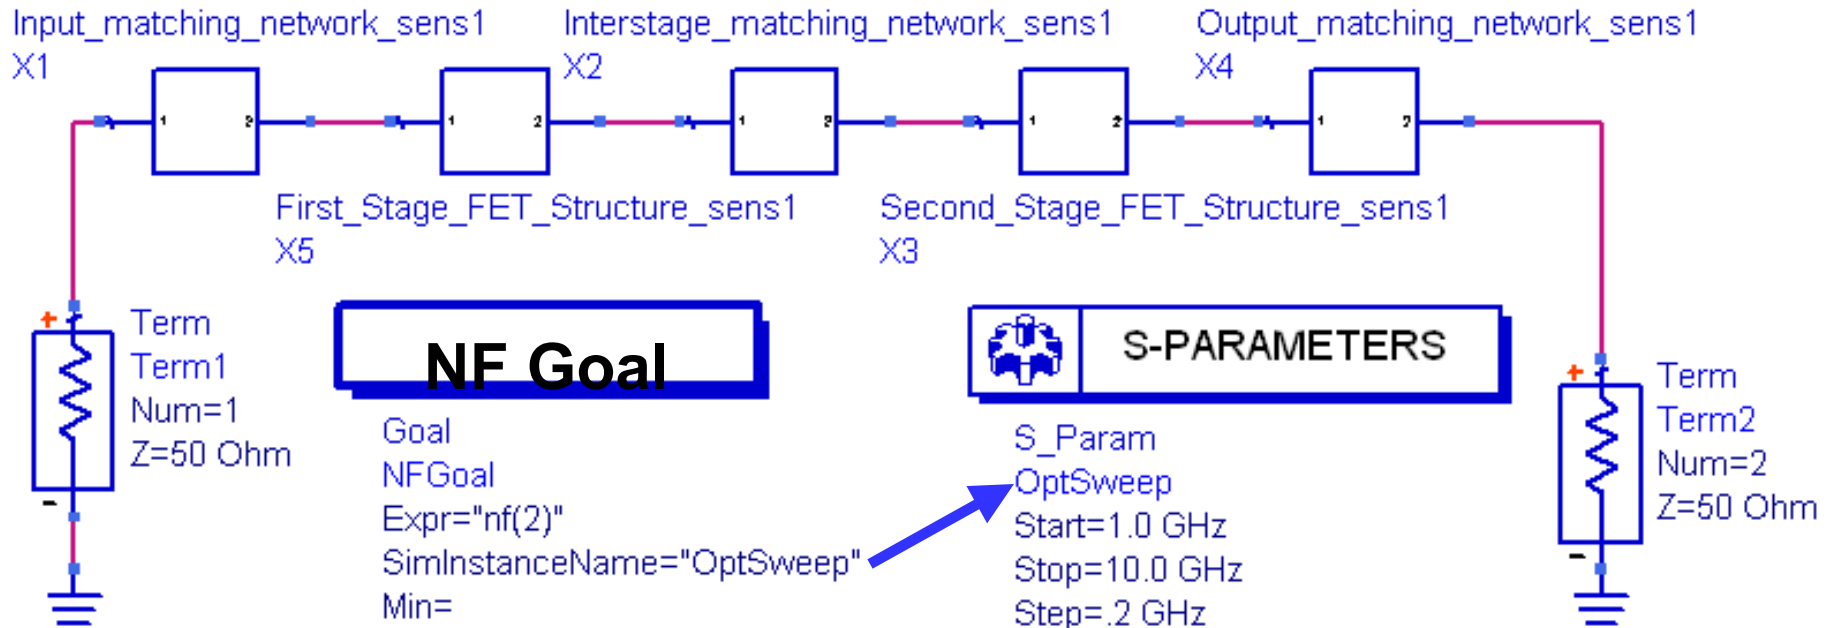 Input_matching_network_sens1
X1
Interstage_matching_network_sens1
X2
Output_matching_network_sens1
X4
1 2
1 2
1 2
1 2
1 2
First_Stage_FET_Structure_sens1
X5
Second_Stage_FET_Structure_sens1
X3
+
Term
Term1
Num=1
Z=50 Ohm
-
NF Goal
Goal
NFGoal
Expr="nf(2)"
SimInstanceName="OptSweep"
Min=
S-PARAMETERS
S_Param
OptSweep
Start=1.0 GHz
Stop=10.0 GHz
Step=.2 GHz
+
Term
Term2
Num=2
Z=50 Ohm
-